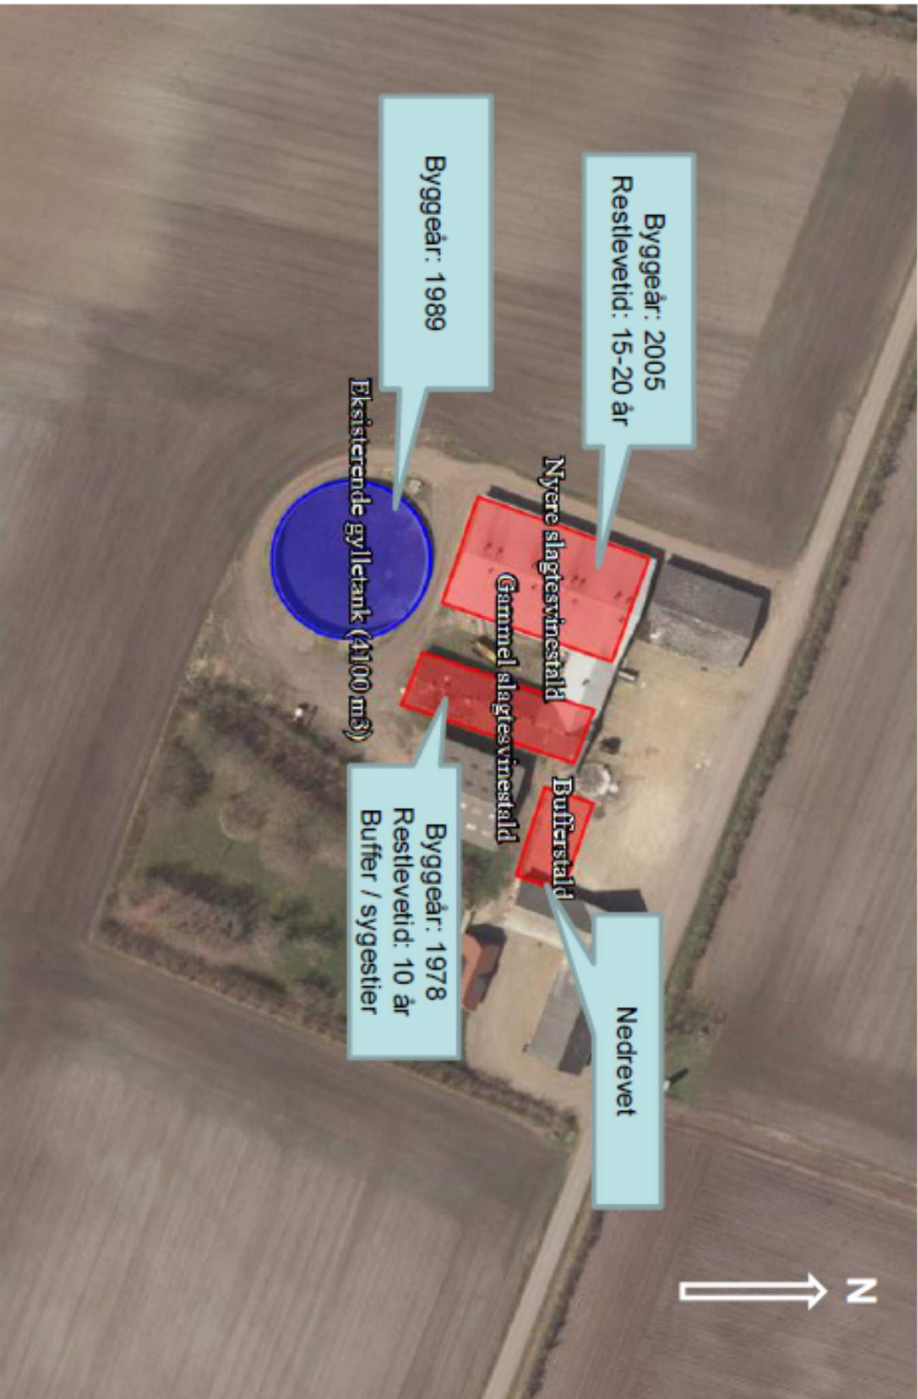 Byggeår: 2005
Restlevetid: 15-20 år
Byggeår: 1989
Nyere slagtesvinestald
Gammel slagtesvinestald
Eksisterende gylletank (4100 m3)
Bufferstald
Nedrevet
Byggeår: 1978
Restlevetid: 10 år
Buffer / sygestier
N